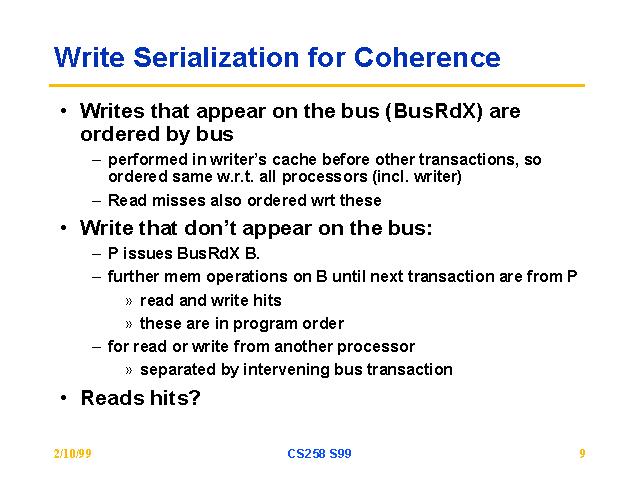 Write Serialization for Coherence
• Writes that appear on the bus (BusRdX) are
ordered by bus
– performed in writer's cache before other transactions, so
ordered same w.r.t. all processors (incl. writer)
– Read misses also ordered wrt these
• Write that don't appear on the bus:
– P issues BusRdX B.
– further mem operations on B until next transaction are from P
» read and write hits
» these are in program order
– for read or write from another processor
» separated by intervening bus transaction
• Reads hits?
2/10/99 CS258 S99 9